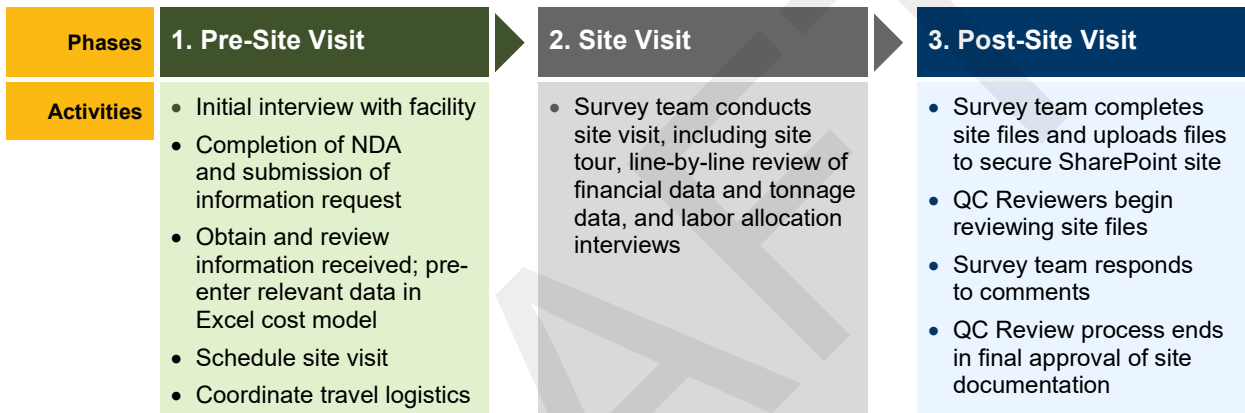 Phases
1. Pre-Site Visit
2. Site Visit
3. Post-Site Visit
Activities
• Initial interview with facility
• Completion of NDA
and submission of
information request
• Obtain and review
information received; pre-
enter relevant data in
Excel cost model
• Schedule site visit
• Coordinate travel logistics
• Survey team conducts
site visit, including site
tour, line-by-line review of
financial data and tonnage
data, and labor allocation
interviews
• Survey team completes
site files and uploads files
to secure SharePoint site
• QC Reviewers begin
reviewing site files
• Survey team responds
to comments
• QC Review process ends
in final approval of site
documentation